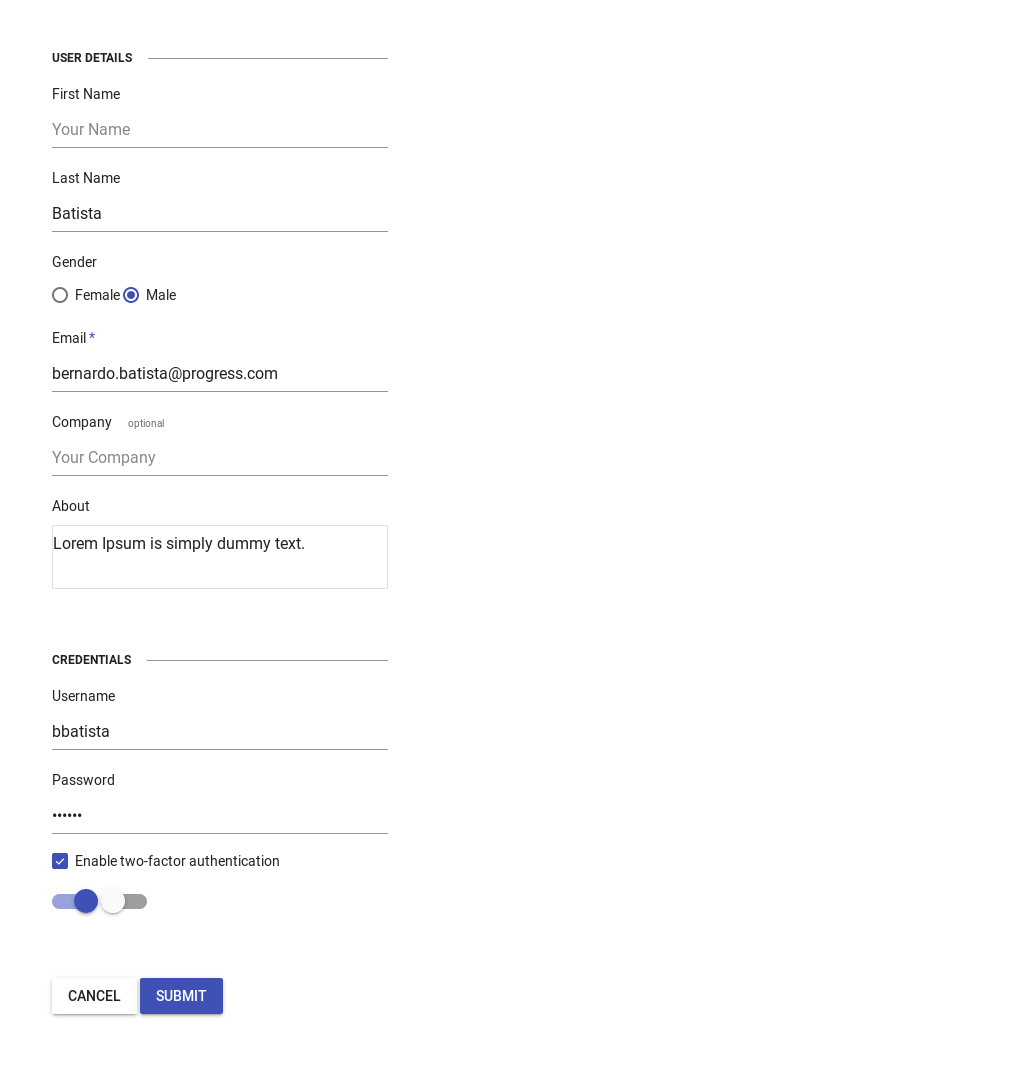 USER DETAILS
First Name
Your Name
Last Name
Batista
Gender
Female Male
Email *
bernardo.batista@progress.com
Company optional
Your Company
About
Lorem Ipsum is simply dummy text.
CREDENTIALS
Username
bbatista
Password
••••••
Enable two-factor authentication
CANCEL SUBMIT